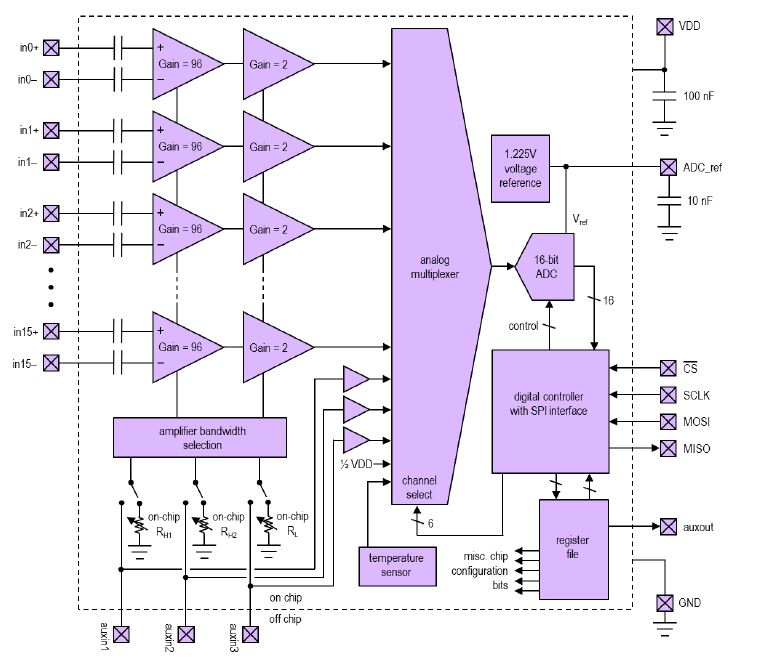 in0+
in0–
in1+
in1–
in2+
in2–
in15+
in15–
+
–
Gain = 96
Gain = 2
+
–
Gain = 96
Gain = 2
+
–
Gain = 96
Gain = 2
+
–
Gain = 96
Gain = 2
amplifier bandwidth
selection
on-chip
RH1
on-chip
RH2
on-chip
RL
analog
multiplexer
½ VDD
channel
select
6
temperature
sensor
on chip
off chip
auxin1
auxin2
auxin3
1.225V
voltage
reference
Vref
16-bit
ADC
control
16
digital controller
with SPI interface
register
file
misc. chip
configuration
bits
VDD
100 nF
ADC_ref
10 nF
C̅S̅
SCLK
MOSI
MISO
auxout
GND